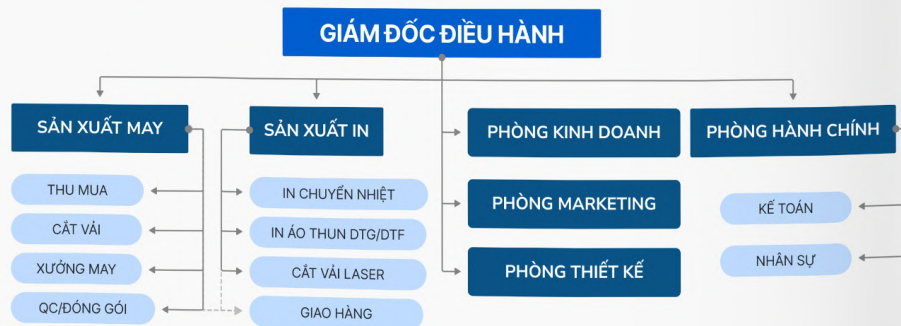 GIÁM ĐỐC ĐIỀU HÀNH
SẢN XUẤT MAY
SẢN XUẤT IN
PHÒNG KINH DOANH
PHÒNG HÀNH CHÍNH
THU MUA
CẮT VẢI
XƯỞNG MAY
QC/ĐÓNG GÓI
IN CHUYỂN NHIỆT
IN ÁO THUN DTG/DTF
CẮT VẢI LASER
GIAO HÀNG
PHÒNG MARKETING
PHÒNG THIẾT KẾ
KẾ TOÁN
NHÂN SỰ